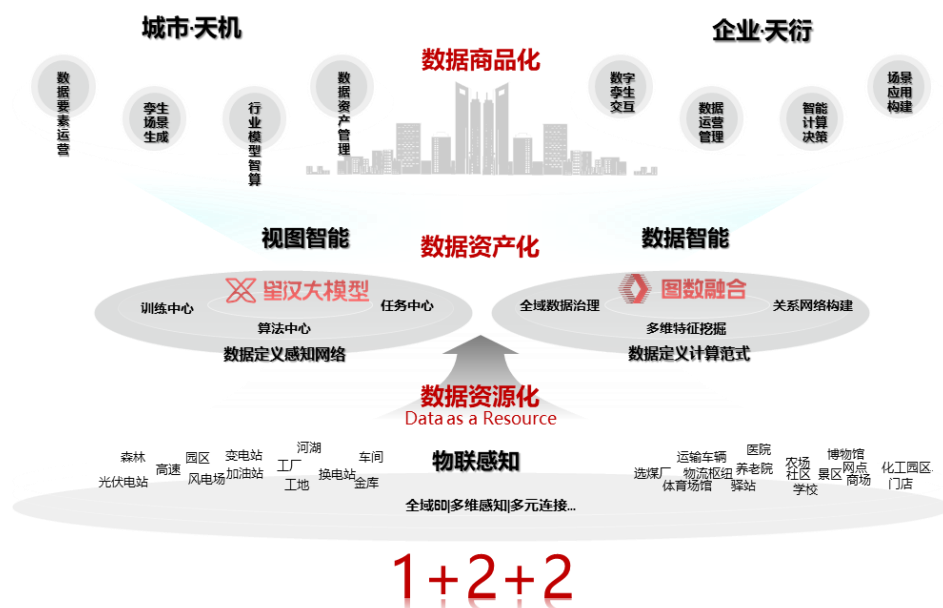 城市·天机
企业·天衍
数据商品化
数据要素运营
孪生场景生成
行业模型智算
数据资产管理
数字孪生交互
数据运营管理
智能计算决策
场景应用构建
视图智能
数据资产化
数据智能
星汉大模型
图数融合
训练中心
任务中心
算法中心
全域数据治理
关系网络构建
多维特征挖掘
数据定义感知网络
数据定义计算范式
数据资源化
Data as a Resource
物联感知
森林
园区
变电站
河湖
车间
光伏电站
高速
风电场
加油站
工厂
工地
换电站
金库
选煤厂
运输车辆
物流枢纽
体育场馆
医院
养老院
驿站
农场
社区
学校
博物馆
网点
景区
商场
化工园区
门店
全域6D|多维感知|多元连接...
1+2+2